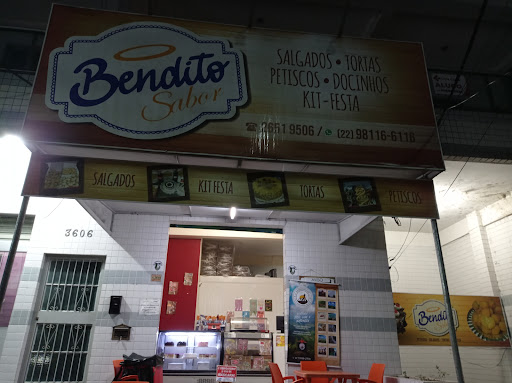 Bendito
Sabor
SALGADOS • TORTAS
PETISCOS • DOCINHOS
KIT-FESTA
2651 9506 / (22) 98116-6116
SALGADOS
KIT FESTA
TORTAS
PETISCOS
3606
Bendito